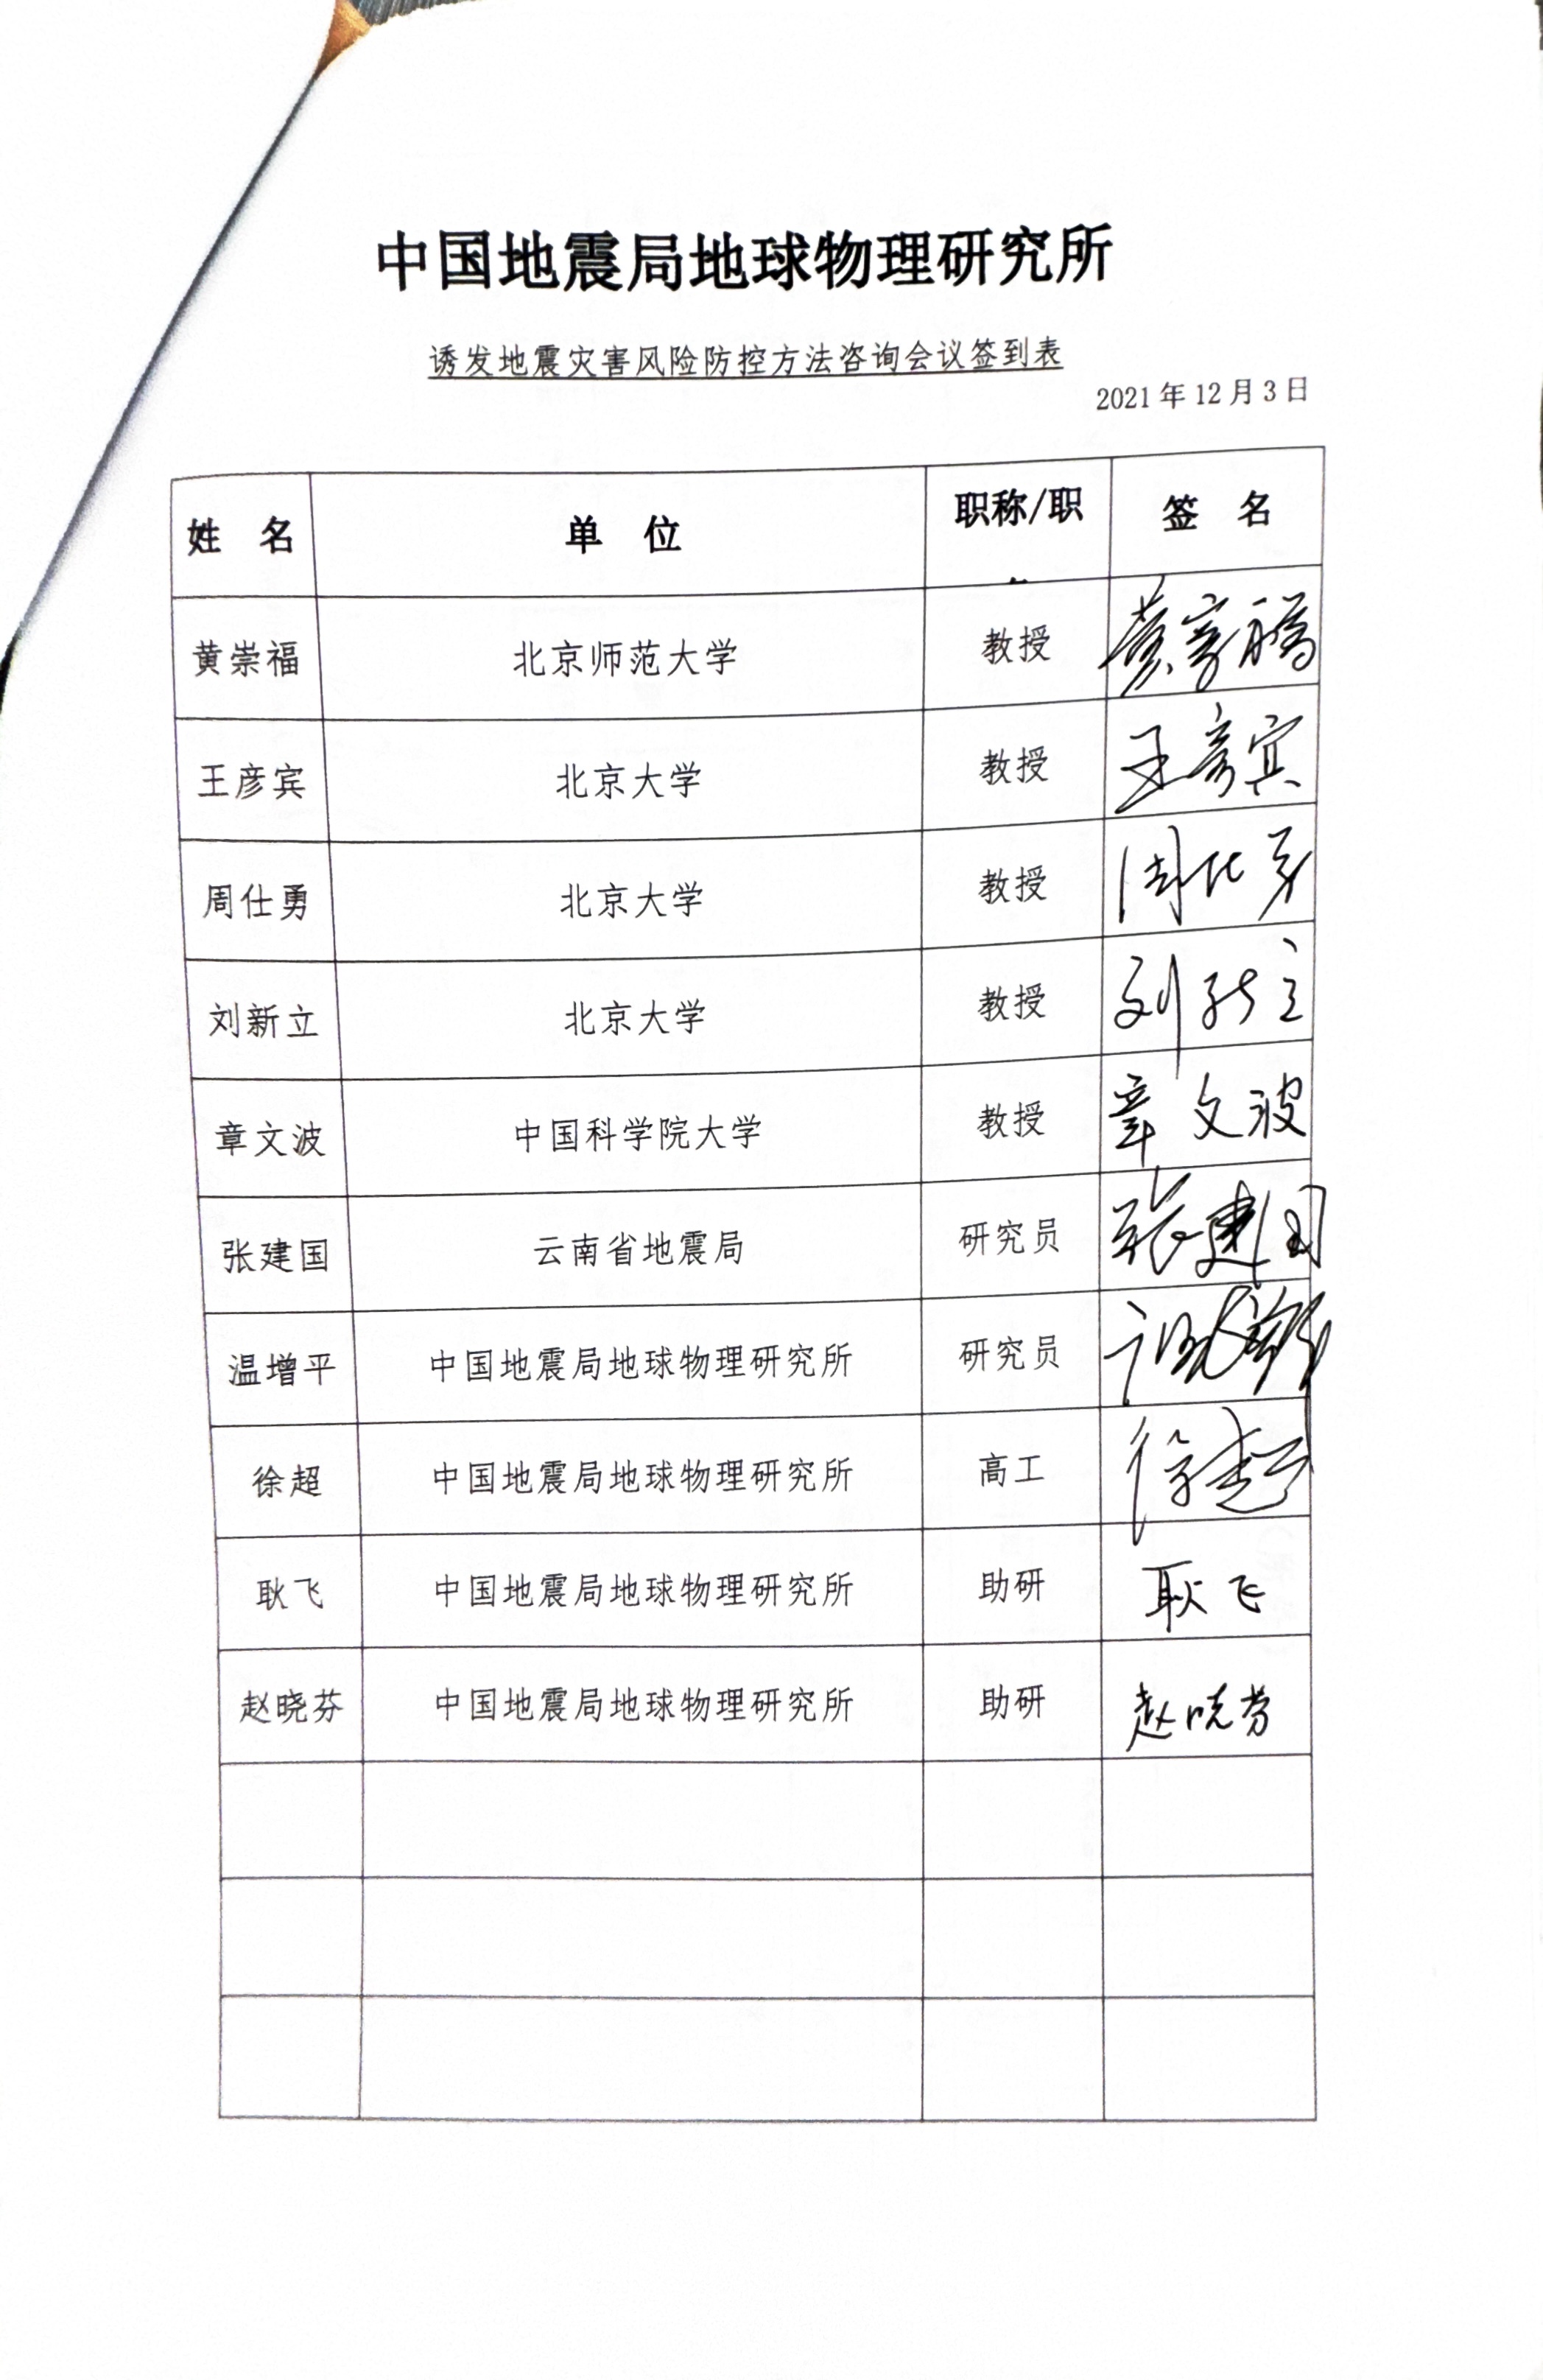 中国地震局地球物理研究所
诱发地震灾害风险防控方法咨询会议签到表
2021年12月3日
姓 名 单 位 职称/职 签 名
黄崇福 北京师范大学 教授 黄崇福
王彦宾 北京大学 教授 王彦宾
周仕勇 北京大学 教授 周仕勇
刘新立 北京大学 教授 刘新立
章文波 中国科学院大学 教授 章文波
张建国 云南省地震局 研究员 张建国
温增平 中国地震局地球物理研究所 研究员 温增平
徐超 中国地震局地球物理研究所 高工 徐超
耿飞 中国地震局地球物理研究所 助研 耿飞
赵晓芬 中国地震局地球物理研究所 助研 赵晓芬